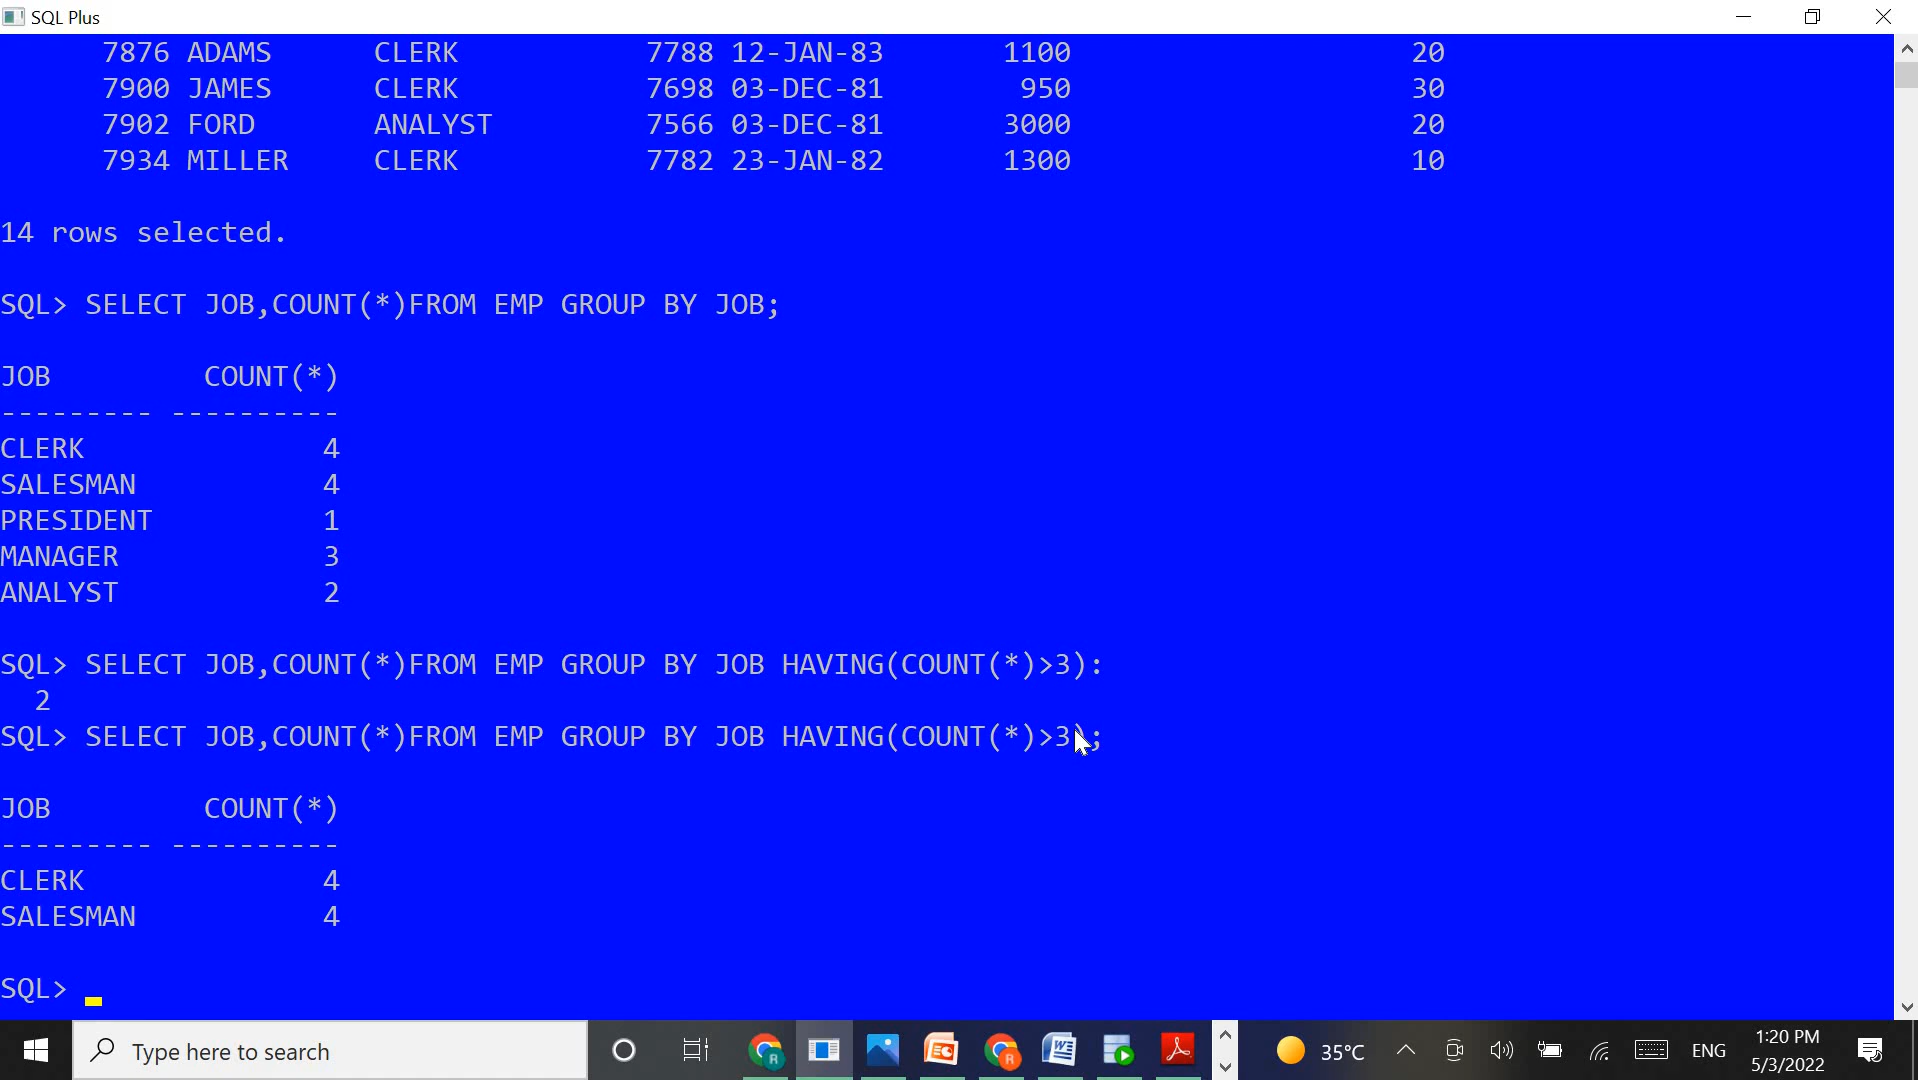 SQL Plus
7876 ADAMS CLERK 7788 12-JAN-83 1100 20
7900 JAMES CLERK 7698 03-DEC-81 950 30
7902 FORD ANALYST 7566 03-DEC-81 3000 20
7934 MILLER CLERK 7782 23-JAN-82 1300 10
14 rows selected.
SQL> SELECT JOB,COUNT(*)FROM EMP GROUP BY JOB;
JOB COUNT(*)
--------- ----------
CLERK 4
SALESMAN 4
PRESIDENT 1
MANAGER 3
ANALYST 2
SQL> SELECT JOB,COUNT(*)FROM EMP GROUP BY JOB HAVING(COUNT(*)>3):
2
SQL> SELECT JOB,COUNT(*)FROM EMP GROUP BY JOB HAVING(COUNT(*)>3);
JOB COUNT(*)
--------- ----------
CLERK 4
SALESMAN 4
SQL>
Type here to search
35°C
ENG
1:20 PM
5/3/2022